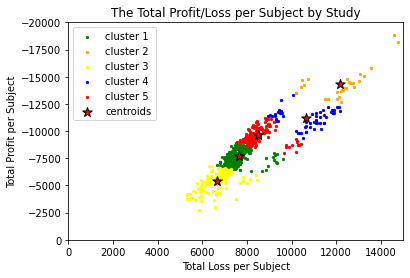 The Total Profit/Loss per Subject by Study
Total Profit per Subject
−20000
−17500
−15000
−12500
−10000
−7500
−5000
−2500
0
cluster 1
cluster 2
cluster 3
cluster 4
cluster 5
centroids
0 2000 4000 6000 8000 10000 12000 14000
Total Loss per Subject